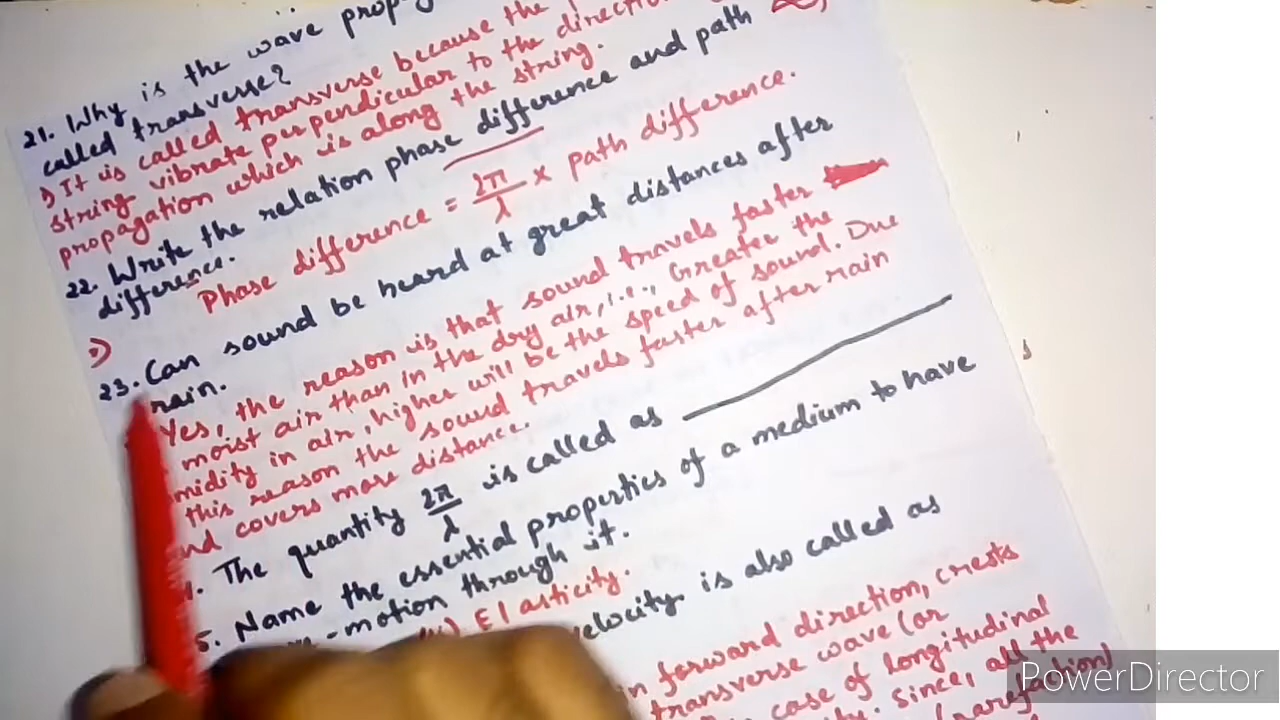 21. Why is the wave propag
called transverse?
) It is called transverse because the
string vibrate perpendicular to the direction
propagation which is along the string.
22. Write the relation phase difference and path
difference.
Phase difference = 2π/λ × path difference.
23. Can sound be heard at great distances after
rain.
Yes, the reason is that sound travels faster
moist air than in the dry air, i.e., Greater the
midity in air, higher will be the speed of sound. Due
this reason the sound travels faster after rain
nd covers more distance.
. The quantity 2π/λ is called as
5. Name the essential properties of a medium to have
-motion through it.
Elasticity.
velocity is also called as
in forward direction, crests
transverse wave (or
case of longitudinal
since, all the
(rarefaction)
PowerDirector